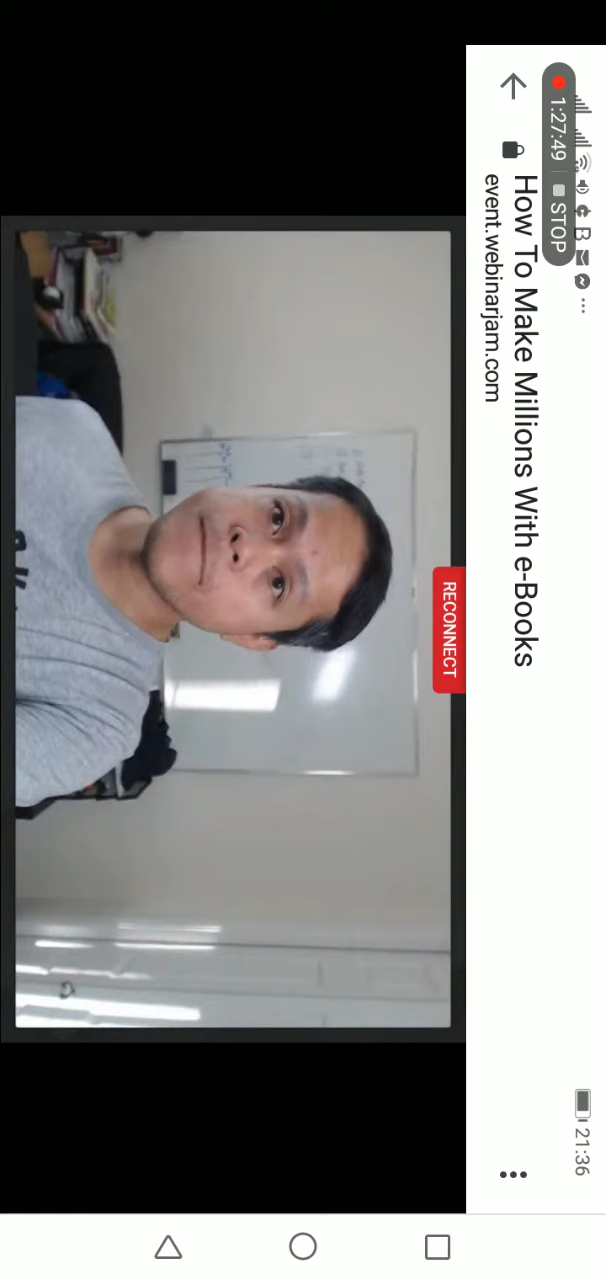 1:27:49 STOP
B
...
21:36
How To Make Millions With e-Books
event.webinarjam.com
RECONNECT